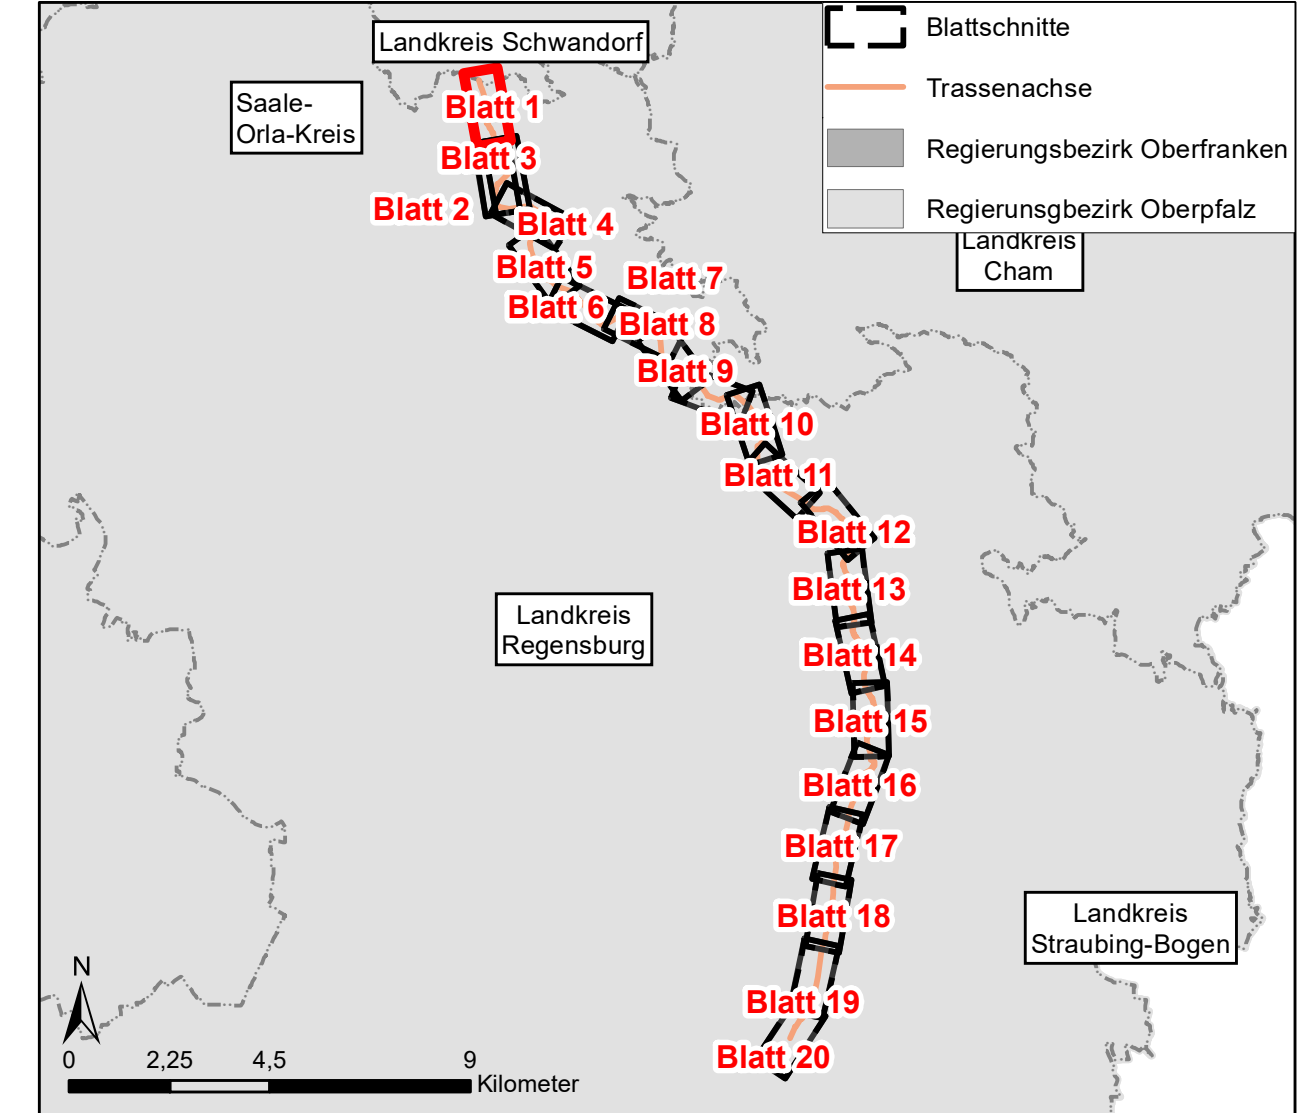 Landkreis Schwandorf
Saale-
Orla-Kreis
Blattschnitte
Trassenachse
Regierungsbezirk Oberfranken
Regierunsgbezirk Oberpfalz
Landkreis
Cham
Blatt 1
Blatt 3
Blatt 2
Blatt 4
Blatt 5
Blatt 7
Blatt 6
Blatt 8
Blatt 9
Blatt 10
Blatt 11
Blatt 12
Blatt 13
Landkreis
Regensburg
Blatt 14
Blatt 15
Blatt 16
Blatt 17
Blatt 18
Landkreis
Straubing-Bogen
Blatt 19
Blatt 20
N
0 2,25 4,5 9
Kilometer